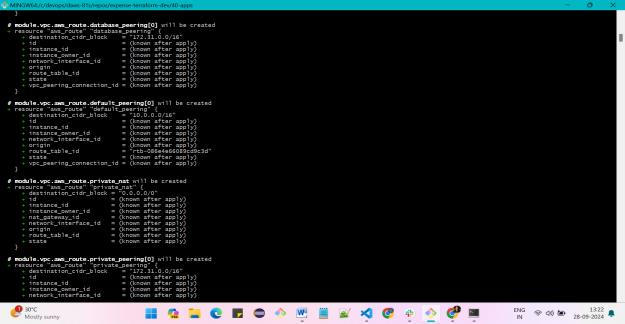 MINGW64:/c/devops/daws-81s/repos/expense-terraform-dev/40-apps
}
# module.vpc.aws_route.database_peering[0] will be created
+ resource "aws_route" "database_peering" {
+ destination_cidr_block = "172.31.0.0/16"
+ id = (known after apply)
+ instance_id = (known after apply)
+ instance_owner_id = (known after apply)
+ network_interface_id = (known after apply)
+ origin = (known after apply)
+ route_table_id = (known after apply)
+ state = (known after apply)
+ vpc_peering_connection_id = (known after apply)
}
# module.vpc.aws_route.default_peering[0] will be created
+ resource "aws_route" "default_peering" {
+ destination_cidr_block = "10.0.0.0/16"
+ id = (known after apply)
+ instance_id = (known after apply)
+ instance_owner_id = (known after apply)
+ network_interface_id = (known after apply)
+ origin = (known after apply)
+ route_table_id = "rtb-086e4e66089cd9c3d"
+ state = (known after apply)
+ vpc_peering_connection_id = (known after apply)
}
# module.vpc.aws_route.private_nat will be created
+ resource "aws_route" "private_nat" {
+ destination_cidr_block = "0.0.0.0/0"
+ id = (known after apply)
+ instance_id = (known after apply)
+ instance_owner_id = (known after apply)
+ nat_gateway_id = (known after apply)
+ network_interface_id = (known after apply)
+ origin = (known after apply)
+ route_table_id = (known after apply)
+ state = (known after apply)
}
# module.vpc.aws_route.private_peering[0] will be created
+ resource "aws_route" "private_peering" {
+ destination_cidr_block = "172.31.0.0/16"
+ id = (known after apply)
+ instance_id = (known after apply)
+ instance_owner_id = (known after apply)
+ network_interface_id = (known after apply)
30°C
Mostly sunny
ENG
IN
13:22
28-09-2024